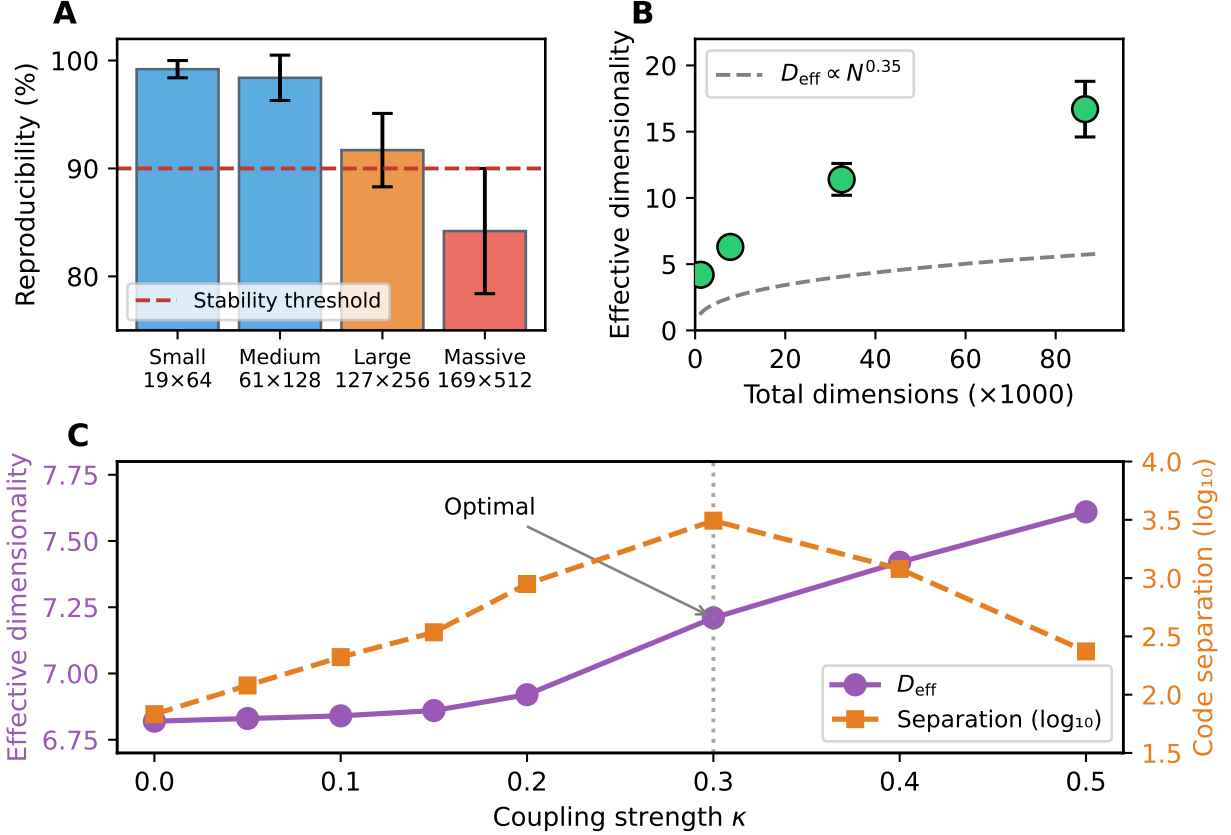 A
Reproducibility (%)
100
90
80
Stability threshold
Small
19×64
Medium
61×128
Large
127×256
Massive
169×512
B
Effective dimensionality
20
15
10
5
0
D_eff ∝ N^0.35
0
20
40
60
80
Total dimensions (×1000)
C
Effective dimensionality
7.75
7.50
7.25
7.00
6.75
Optimal
D_eff
Separation (log₁₀)
4.0
3.5
3.0
2.5
2.0
1.5
Code separation (log₁₀)
0.0
0.1
0.2
0.3
0.4
0.5
Coupling strength κ